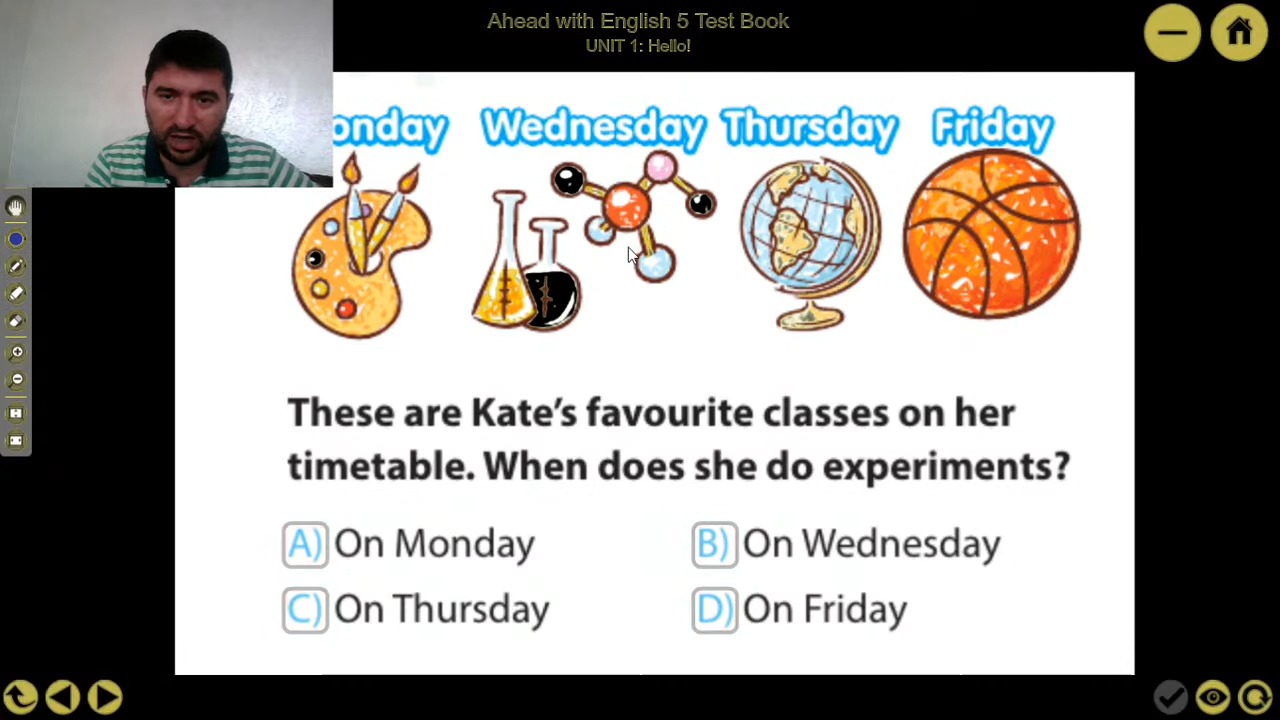 Ahead with English 5 Test Book
UNIT 1: Hello!
onday Wednesday Thursday Friday
These are Kate's favourite classes on her
timetable. When does she do experiments?
A) On Monday B) On Wednesday
C) On Thursday D) On Friday